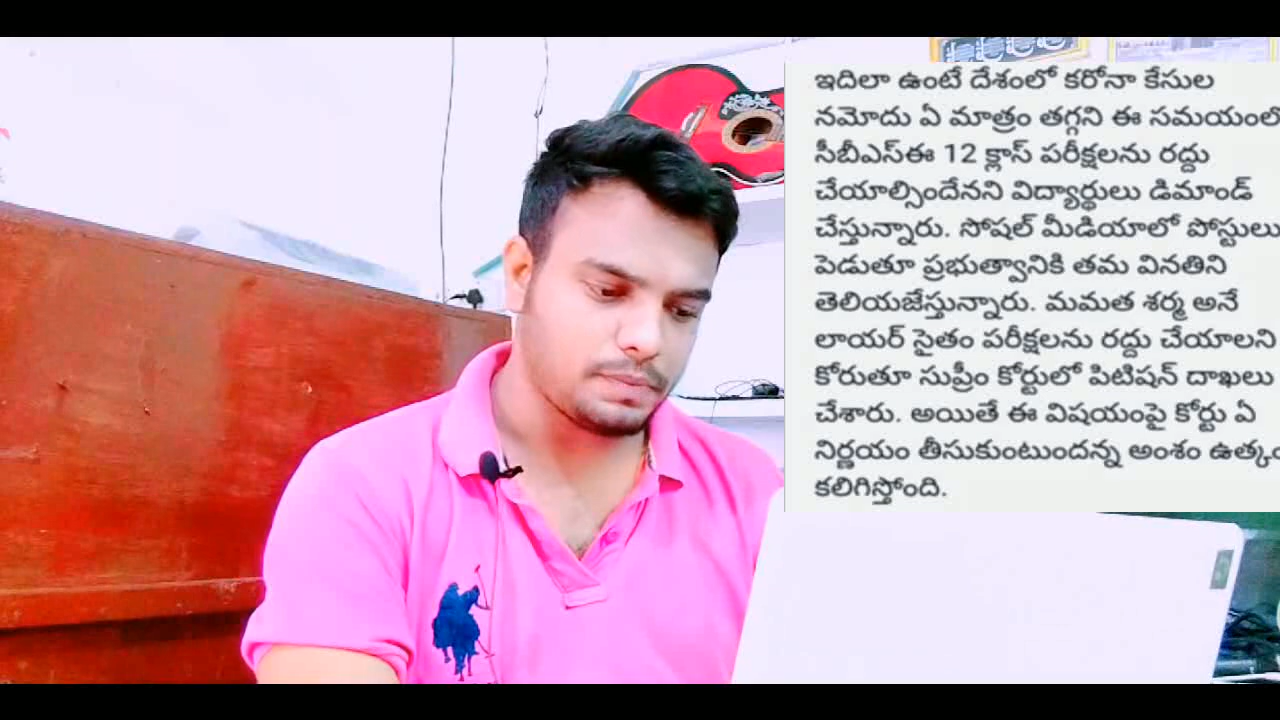 ఇదిలా ఉంటే దేశంలో కరోనా కేసుల
నమోదు ఏ మాత్రం తగ్గని ఈ సమయంలో
సీబీఎస్ఈ 12 క్లాస్ పరీక్షలను రద్దు
చేయాల్సిందేనని విద్యార్థులు డిమాండ్
చేస్తున్నారు. సోషల్ మీడియాలో పోస్టులు
పెడుతూ ప్రభుత్వానికి తమ వినతిని
తెలియజేస్తున్నారు. మమత శర్మ అనే
లాయర్ సైతం పరీక్షలను రద్దు చేయాలని
కోరుతూ సుప్రీం కోర్టులో పిటిషన్ దాఖలు
చేశారు. అయితే ఈ విషయంపై కోర్టు ఏ
నిర్ణయం తీసుకుంటుందన్న అంశం
కలిగిస్తోంది.